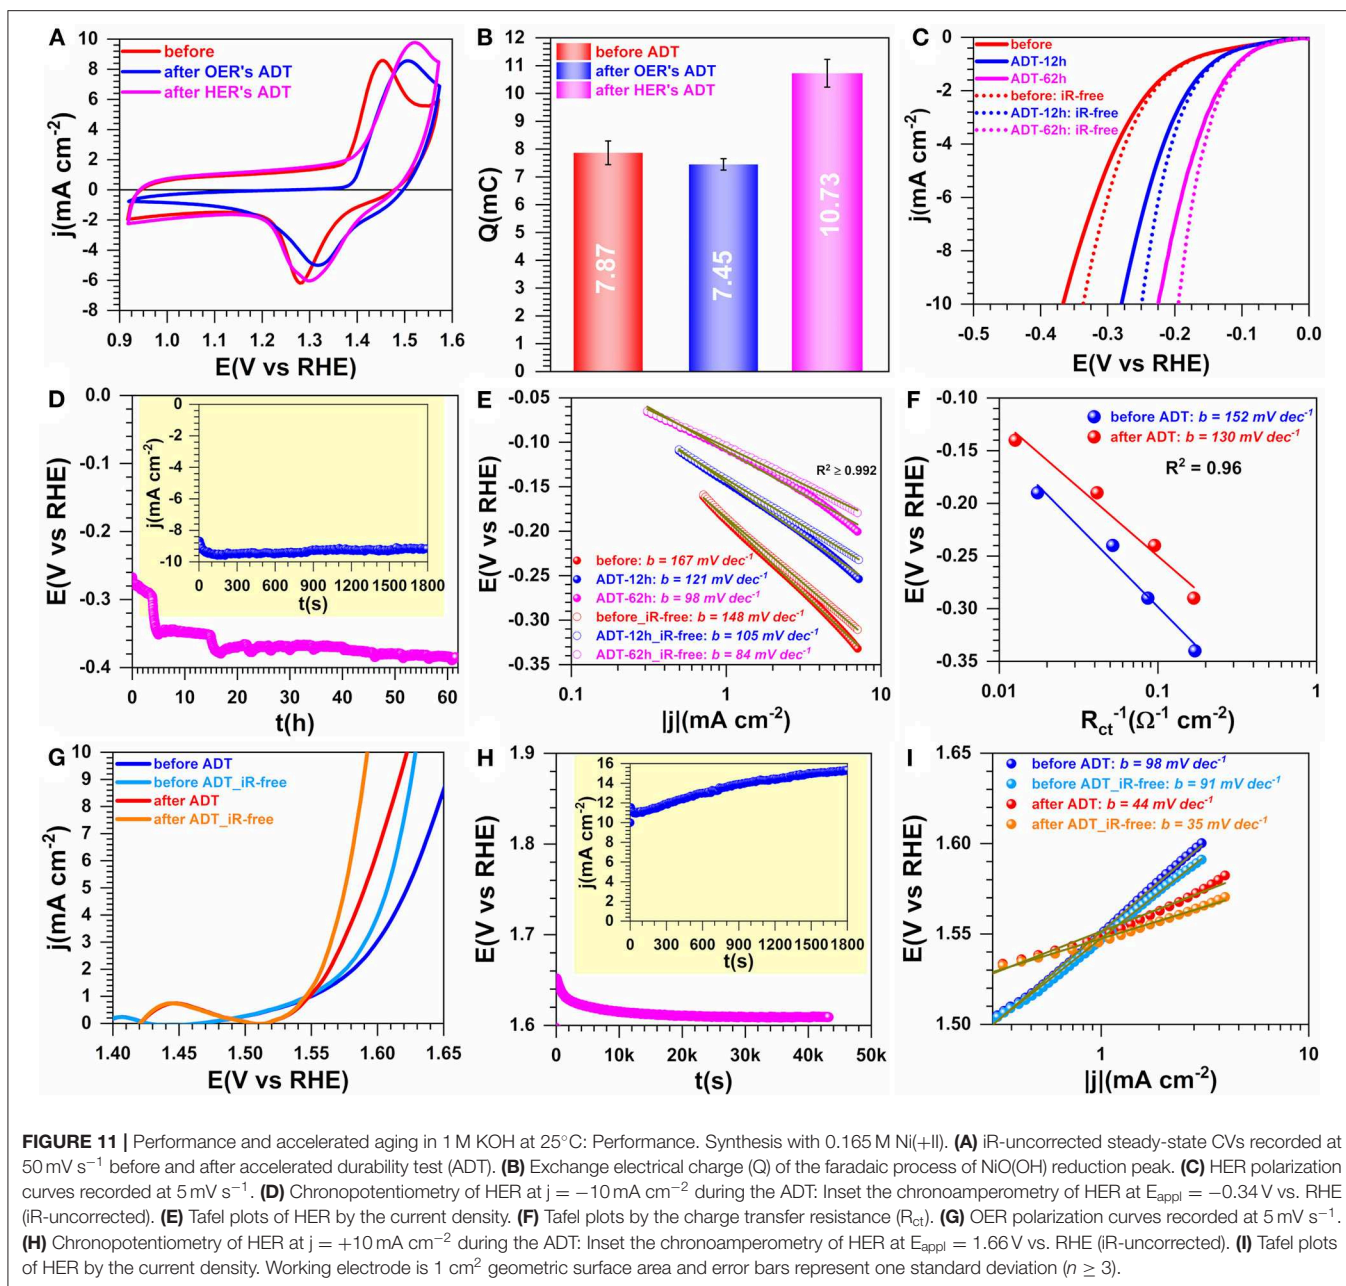 A
before
after OER's ADT
after HER's ADT
10
8
6
4
2
0
-2
-4
-6
-8
j(mA cm⁻²)
0.9 1.0 1.1 1.2 1.3 1.4 1.5 1.6
E(V vs RHE)
B
before ADT
after OER's ADT
after HER's ADT
12
11
10
9
8
7
6
5
4
3
2
1
0
Q(mC)
7.87
7.45
10.73
C
before
ADT-12h
ADT-62h
before: iR-free
ADT-12h: iR-free
ADT-62h: iR-free
0
-2
-4
-6
-8
-10
j(mA cm⁻²)
-0.5 -0.4 -0.3 -0.2 -0.1 0.0
E(V vs RHE)
D
0.0
-0.1
-0.2
-0.3
-0.4
E(V vs RHE)
0 10 20 30 40 50 60
t(h)
0
-2
-4
-6
-8
-10
j(mA cm⁻²)
0 300 600 900 1200 1500 1800
t(s)
E
-0.05
-0.10
-0.15
-0.20
-0.25
-0.30
-0.35
E(V vs RHE)
R² ≥ 0.992
before: b = 167 mV dec⁻¹
ADT-12h: b = 121 mV dec⁻¹
ADT-62h: b = 98 mV dec⁻¹
before_iR-free: b = 148 mV dec⁻¹
ADT-12h_iR-free: b = 105 mV dec⁻¹
ADT-62h_iR-free: b = 84 mV dec⁻¹
0.1 1 10
|j|(mA cm⁻²)
F
before ADT: b = 152 mV dec⁻¹
after ADT: b = 130 mV dec⁻¹
R² = 0.96
-0.10
-0.15
-0.20
-0.25
-0.30
-0.35
E(V vs RHE)
0.01 0.1 1
Rct⁻¹(Ω⁻¹ cm⁻²)
G
before ADT
before ADT_iR-free
after ADT
after ADT_iR-free
10
9
8
7
6
5
4
3
2
1
0
j(mA cm⁻²)
1.40 1.45 1.50 1.55 1.60 1.65
E(V vs RHE)
H
1.9
1.8
1.7
1.6
E(V vs RHE)
0 10k 20k 30k 40k 50k
t(s)
16
14
12
10
8
6
4
2
0
j(mA cm⁻²)
0 300 600 900 1200 1500 1800
t(s)
I
before ADT: b = 98 mV dec⁻¹
before ADT_iR-free: b = 91 mV dec⁻¹
after ADT: b = 44 mV dec⁻¹
after ADT_iR-free: b = 35 mV dec⁻¹
1.65
1.60
1.55
1.50
E(V vs RHE)
1 10
|j|(mA cm⁻²)
FIGURE 11 | Performance and accelerated aging in 1 M KOH at 25°C: Performance. Synthesis with 0.165 M Ni(+II). (A) iR-uncorrected steady-state CVs recorded at
50 mV s⁻¹ before and after accelerated durability test (ADT). (B) Exchange electrical charge (Q) of the faradaic process of NiO(OH) reduction peak. (C) HER polarization
curves recorded at 5 mV s⁻¹. (D) Chronopotentiometry of HER at j = −10 mA cm⁻² during the ADT: Inset the chronoamperometry of HER at Eappl = −0.34 V vs. RHE
(iR-uncorrected). (E) Tafel plots of HER by the current density. (F) Tafel plots by the charge transfer resistance (Rct). (G) OER polarization curves recorded at 5 mV s⁻¹.
(H) Chronopotentiometry of HER at j = +10 mA cm⁻² during the ADT: Inset the chronoamperometry of HER at Eappl = 1.66 V vs. RHE (iR-uncorrected). (I) Tafel plots
of HER by the current density. Working electrode is 1 cm² geometric surface area and error bars represent one standard deviation (n ≥ 3).